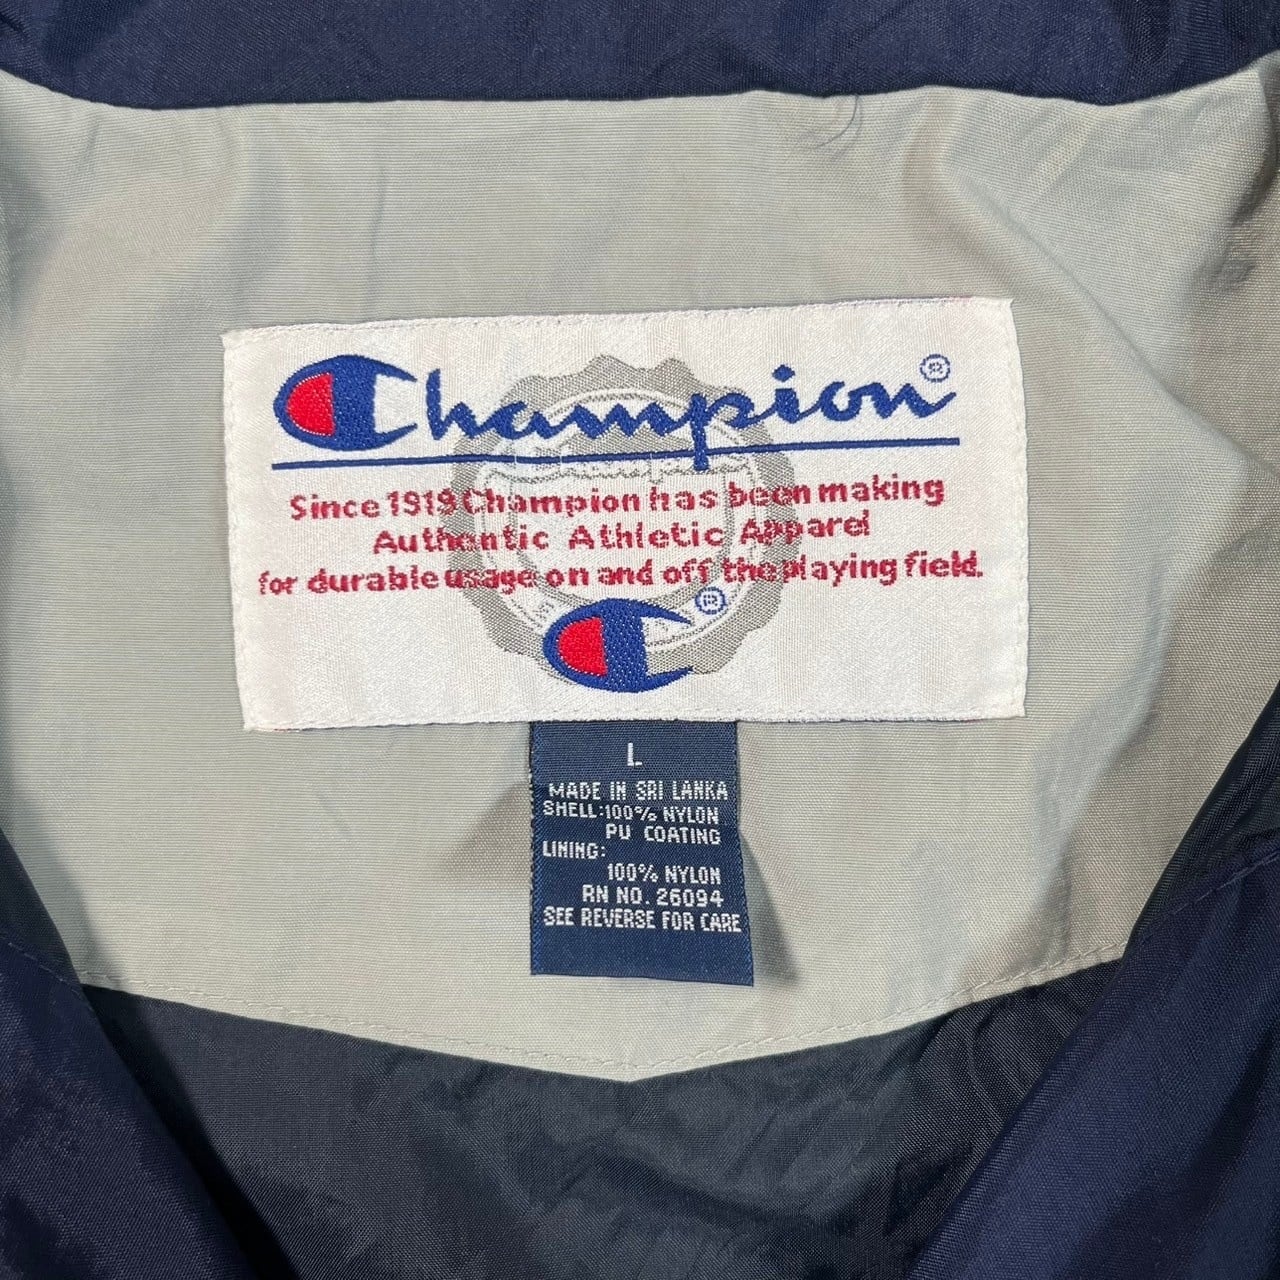 Champion®
Since 1919 Champion has been making
Authentic Athletic Apparel
for durable usage on and off the playing field.
®
L
MADE IN SRI LANKA
SHELL:100% NYLON
PU COATING
LINING:
100% NYLON
RN NO. 26094
SEE REVERSE FOR CARE